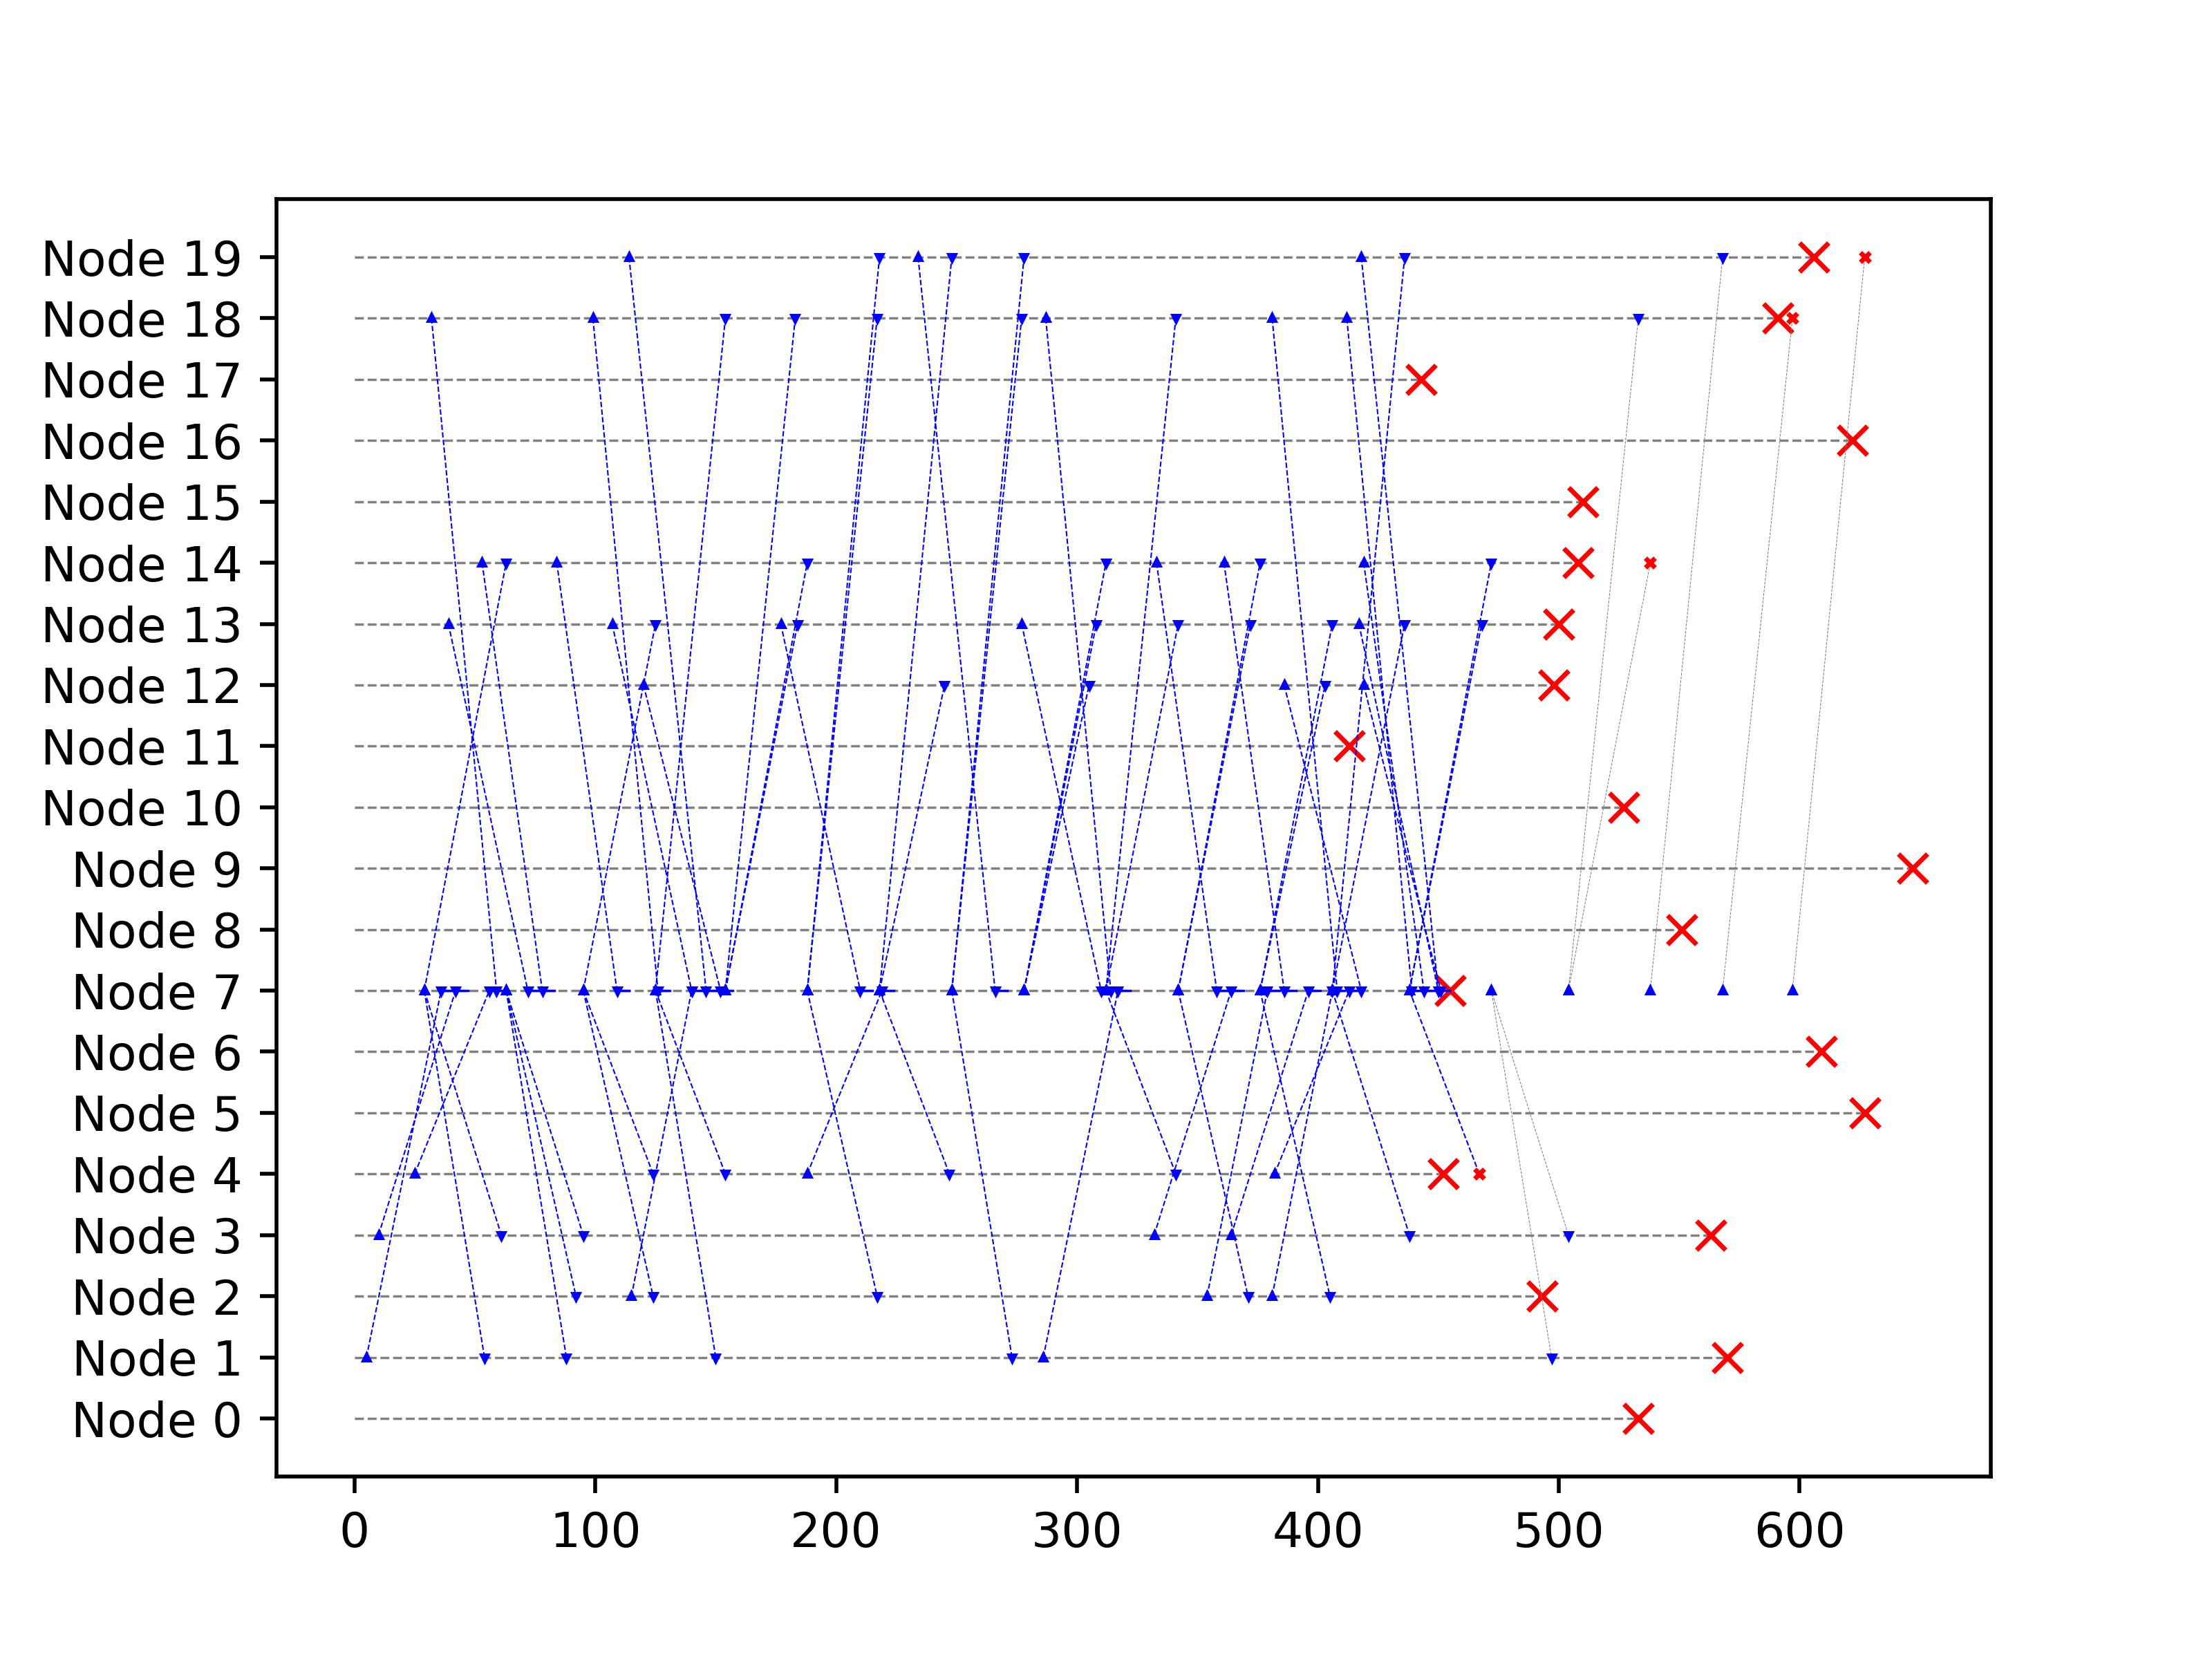 Node 19
Node 18
Node 17
Node 16
Node 15
Node 14
Node 13
Node 12
Node 11
Node 10
Node 9
Node 8
Node 7
Node 6
Node 5
Node 4
Node 3
Node 2
Node 1
Node 0
0 100 200 300 400 500 600